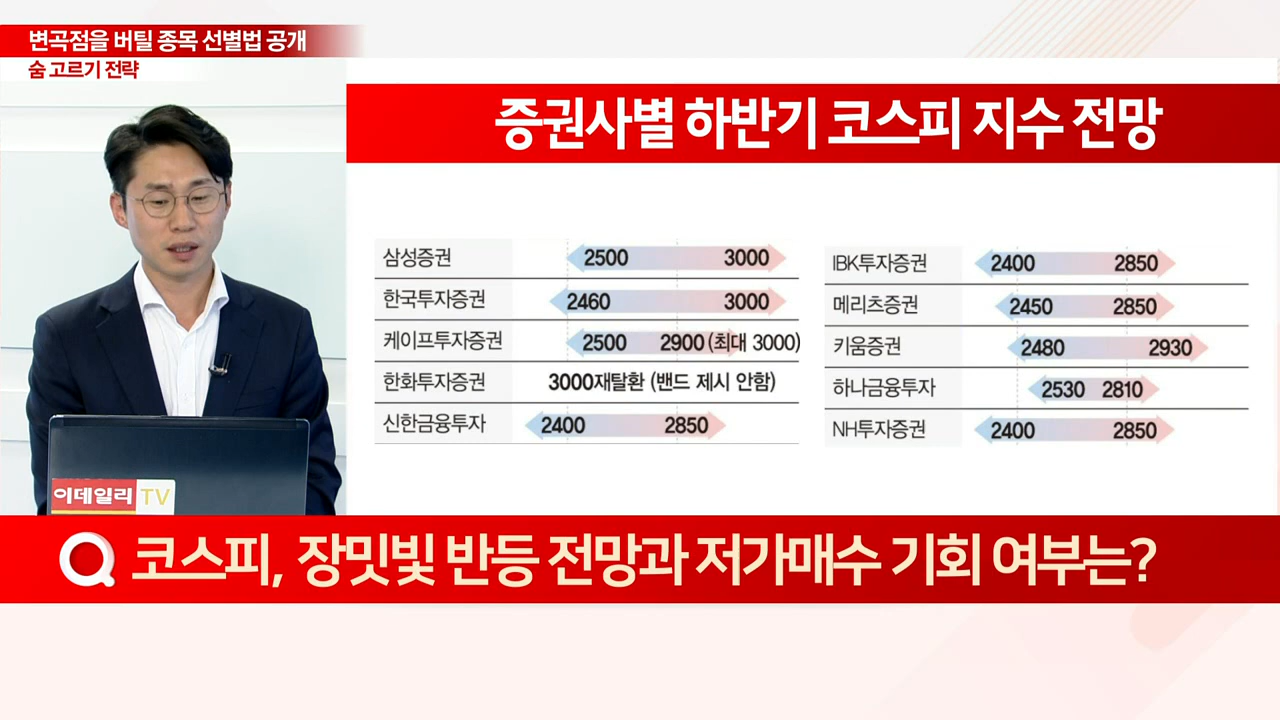 변곡점을 버틸 종목 선별법 공개
숨 고르기 전략
증권사별 하반기 코스피 지수 전망
삼성증권 2500 3000
한국투자증권 2460 3000
케이프투자증권 2500 2900 (최대 3000)
한화투자증권 3000재탈환 (밴드 제시 안함)
신한금융투자 2400 2850
IBK투자증권 2400 2850
메리츠증권 2450 2850
키움증권 2480 2930
하나금융투자 2530 2810
NH투자증권 2400 2850
이데일리 TV
Q 코스피, 장밋빛 반등 전망과 저가매수 기회 여부는?